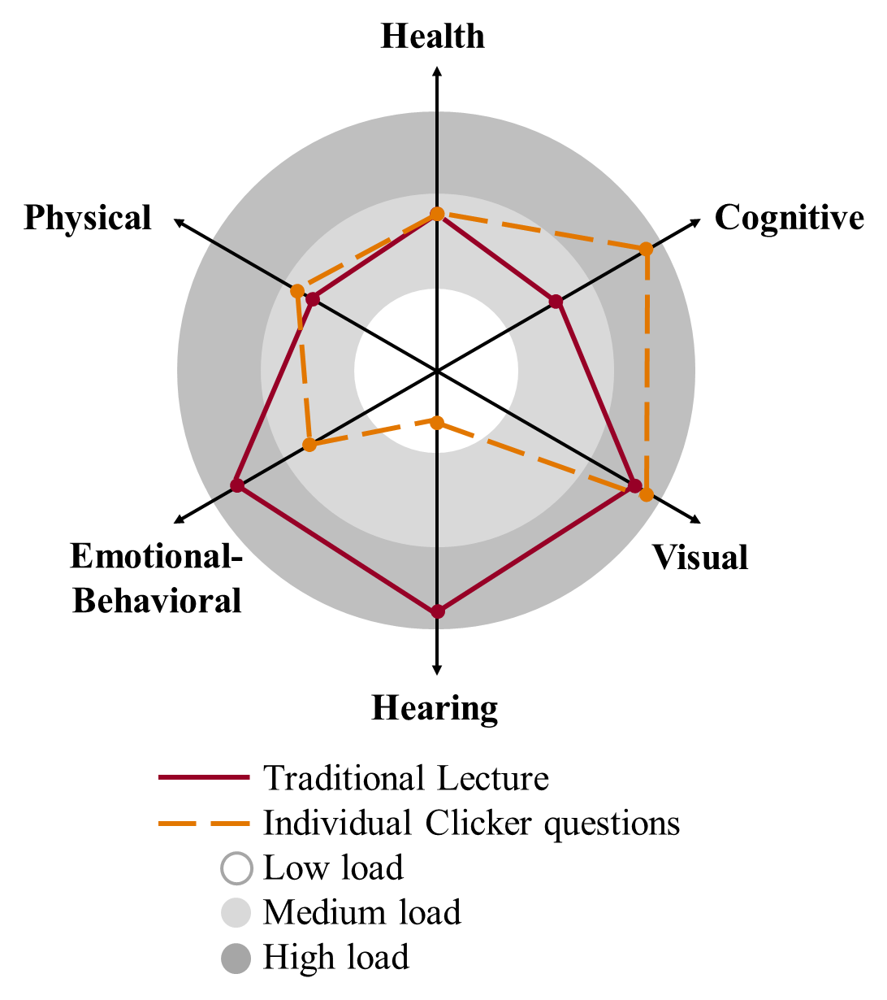 Health
Physical
Cognitive
Emotional-
Behavioral
Visual
Hearing
Traditional Lecture
Individual Clicker questions
Low load
Medium load
High load